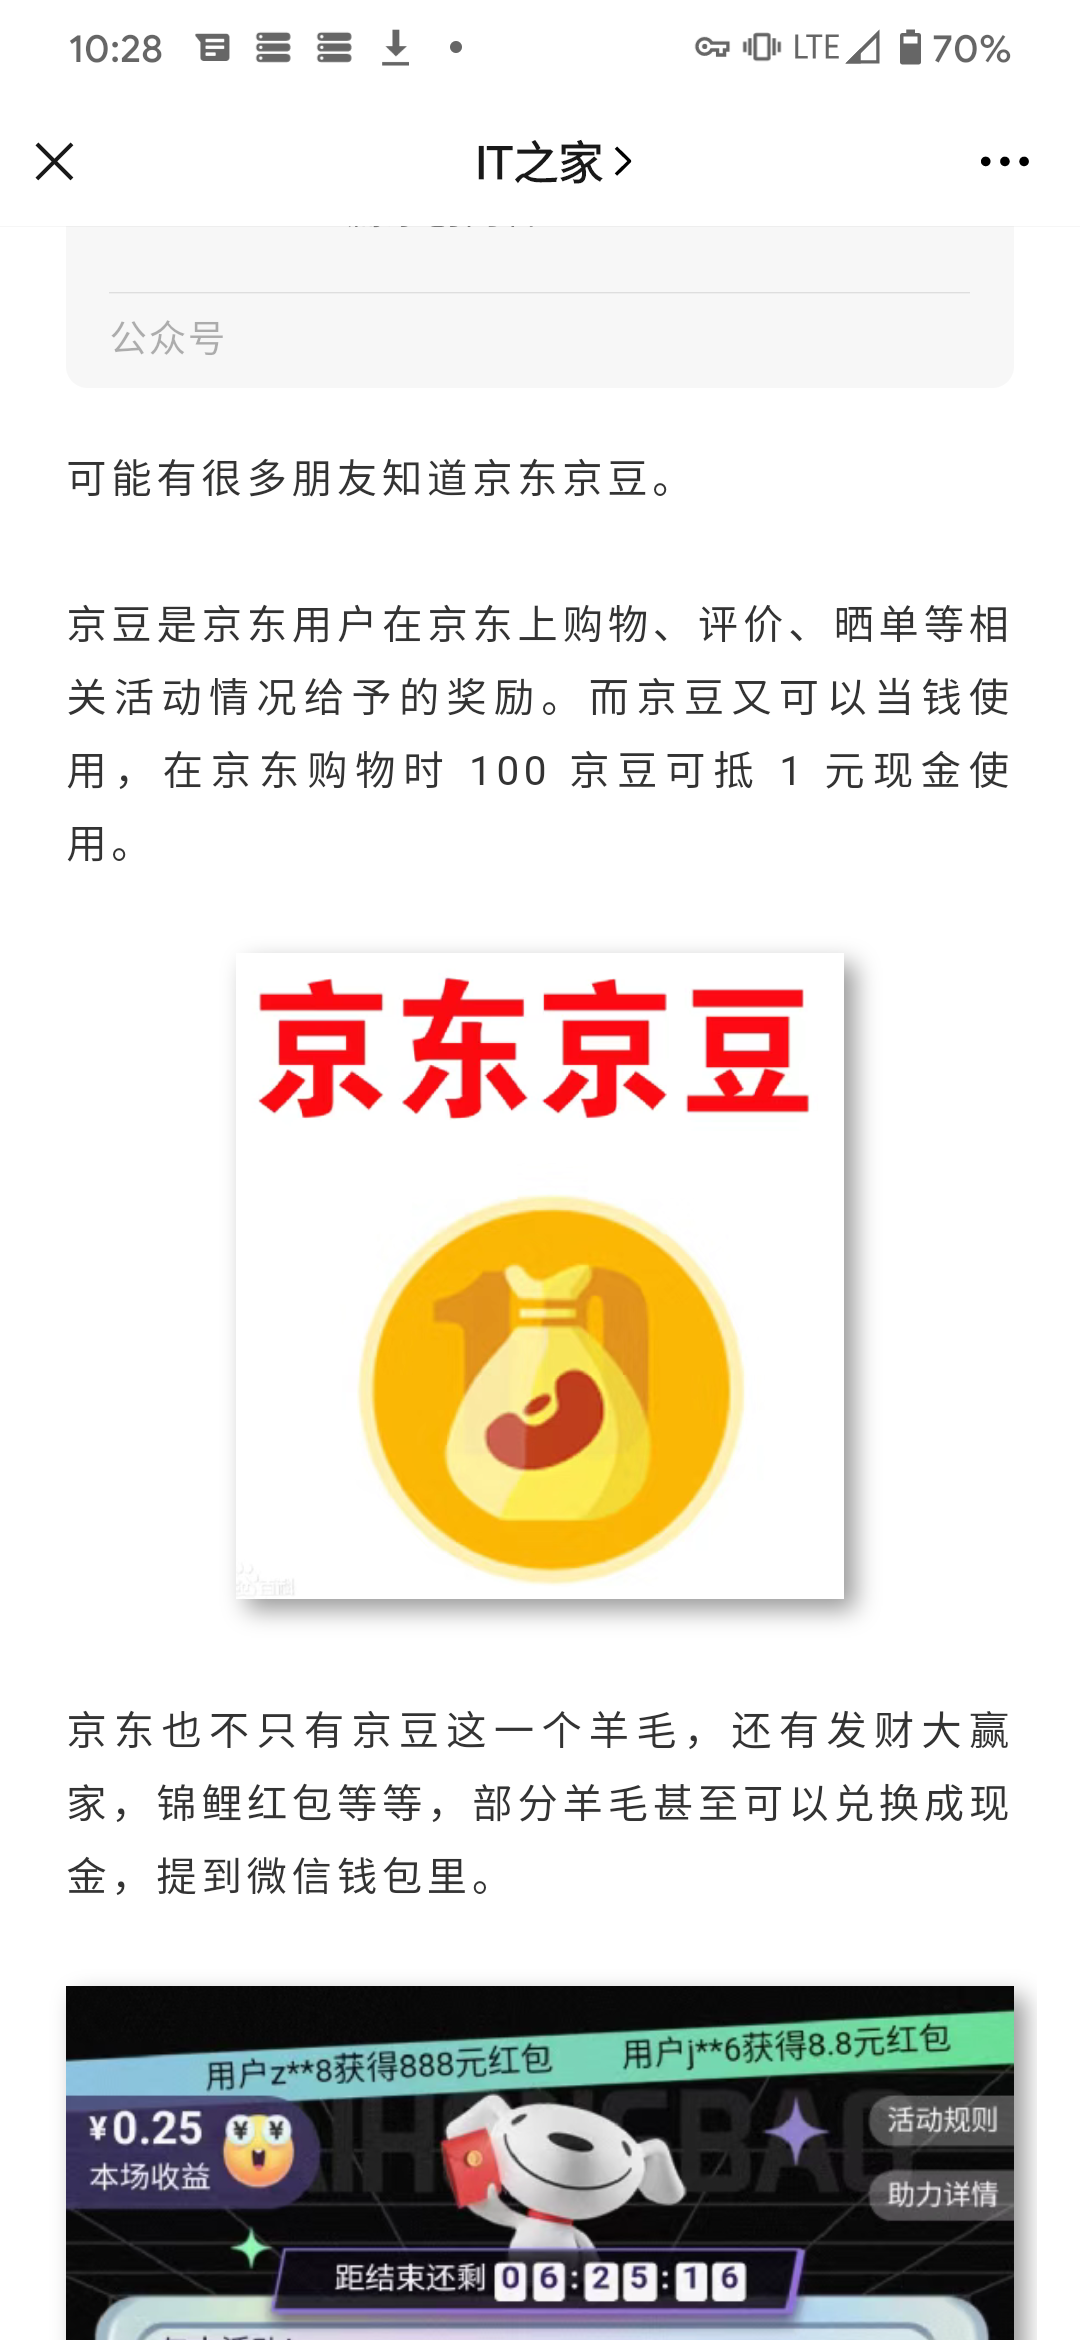 10:28
LTE 70%
IT之家
公众号
可能有很多朋友知道京东京豆。
京豆是京东用户在京东上购物、评价、晒单等相
关活动情况给予的奖励。而京豆又可以当钱使
用，在京东购物时 100 京豆可抵 1 元现金使
用。
京东京豆
10
京东也不只有京豆这一个羊毛，还有发财大赢
家，锦鲤红包等等，部分羊毛甚至可以兑换成现
金，提到微信钱包里。
用户z**8获得888元红包 用户j**6获得8.8元红包
¥0.25
本场收益
活动规则
助力详情
距结束还剩 06:25:16